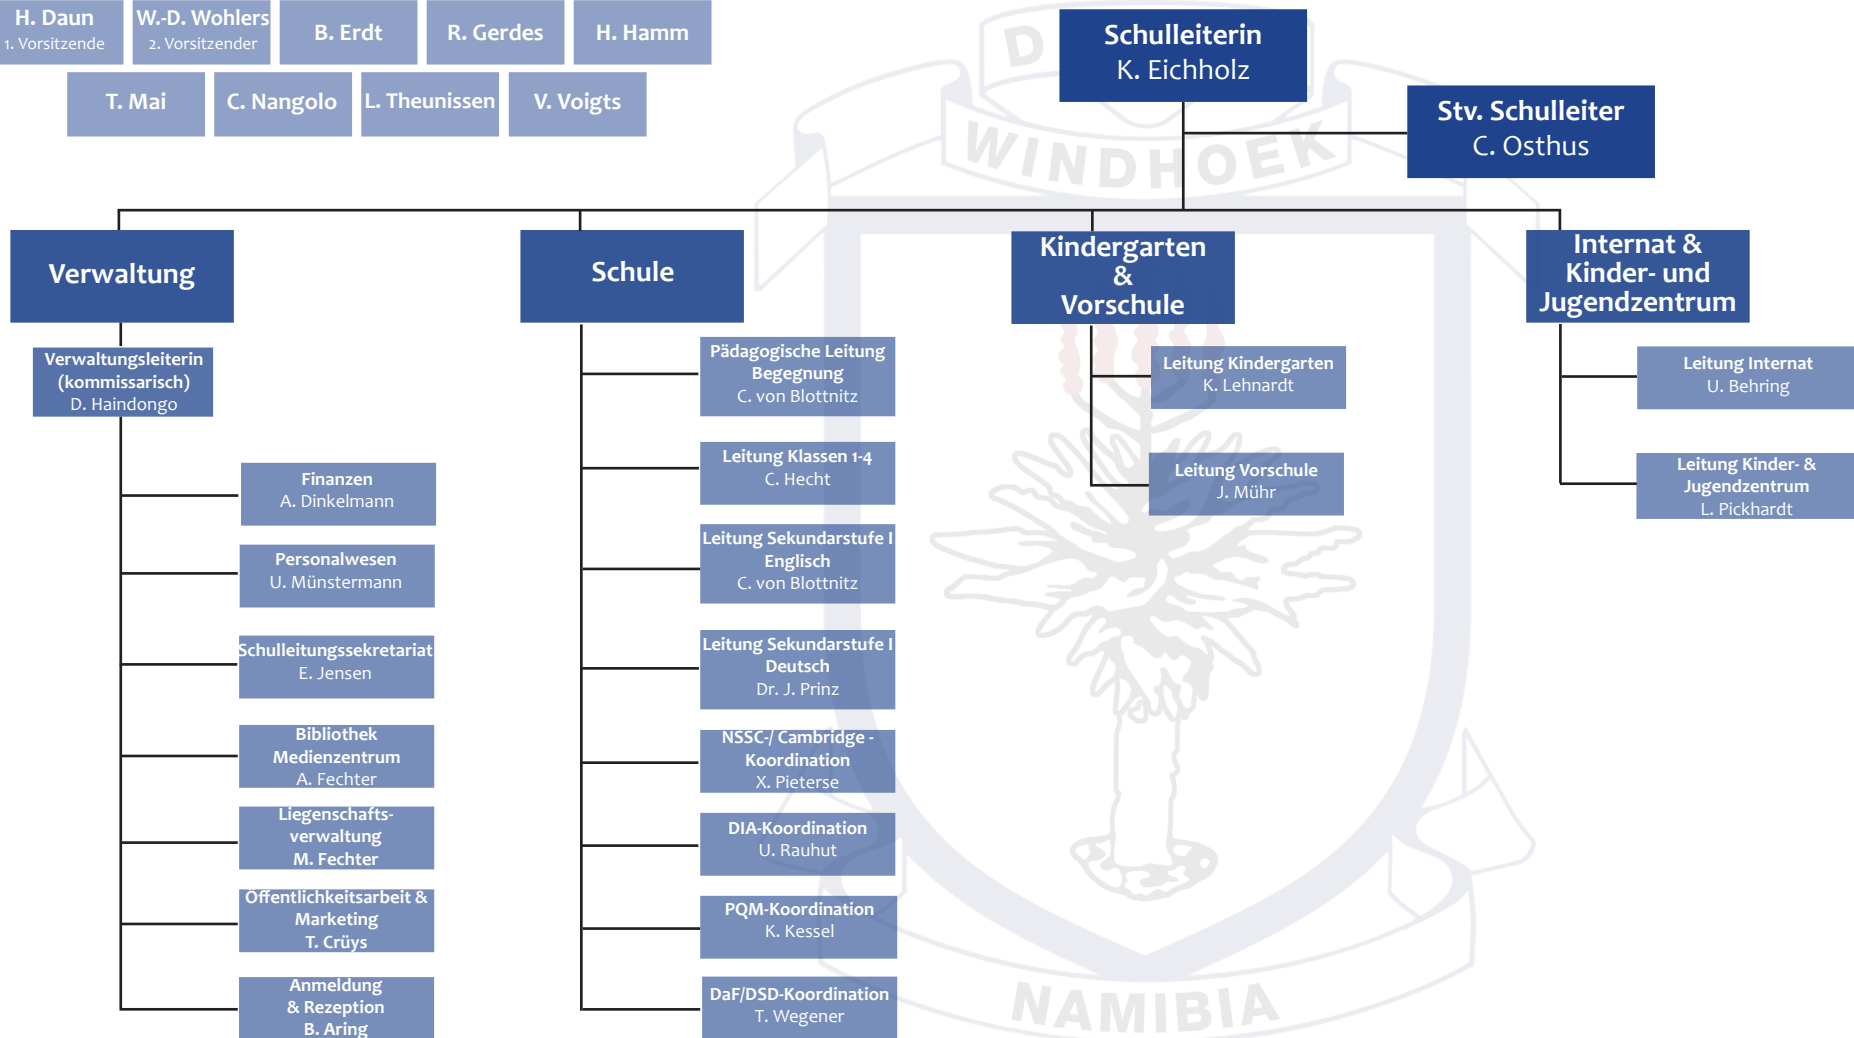 H. Daun
1. Vorsitzende
W.-D. Wohlers
2. Vorsitzender
B. Erdt
R. Gerdes
H. Hamm
T. Mai
C. Nangolo
L. Theunissen
V. Voigts
Schulleiterin
K. Eichholz
Stv. Schulleiter
C. Osthus
D
WINDHOEK
Verwaltung
Verwaltungsleiterin
(kommissarisch)
D. Haindongo
Finanzen
A. Dinkelmann
Personalwesen
U. Münstermann
Schulleitungssekretariat
E. Jensen
Bibliothek
Medienzentrum
A. Fechter
Liegenschafts-
verwaltung
M. Fechter
Öffentlichkeitsarbeit &
Marketing
T. Crüys
Anmeldung
& Rezeption
B. Aring
Schule
Pädagogische Leitung
Begegnung
C. von Blottnitz
Leitung Klassen 1-4
C. Hecht
Leitung Sekundarstufe I
Englisch
C. von Blottnitz
Leitung Sekundarstufe I
Deutsch
Dr. J. Prinz
NSSC-/ Cambridge -
Koordination
X. Pieterse
DIA-Koordination
U. Rauhut
PQM-Koordination
K. Kessel
DaF/DSD-Koordination
T. Wegener
Kindergarten
&
Vorschule
Leitung Kindergarten
K. Lehnardt
Leitung Vorschule
J. Mühr
Internat &
Kinder- und
Jugendzentrum
Leitung Internat
U. Behring
Leitung Kinder- &
Jugendzentrum
L. Pickhardt
NAMIBIA